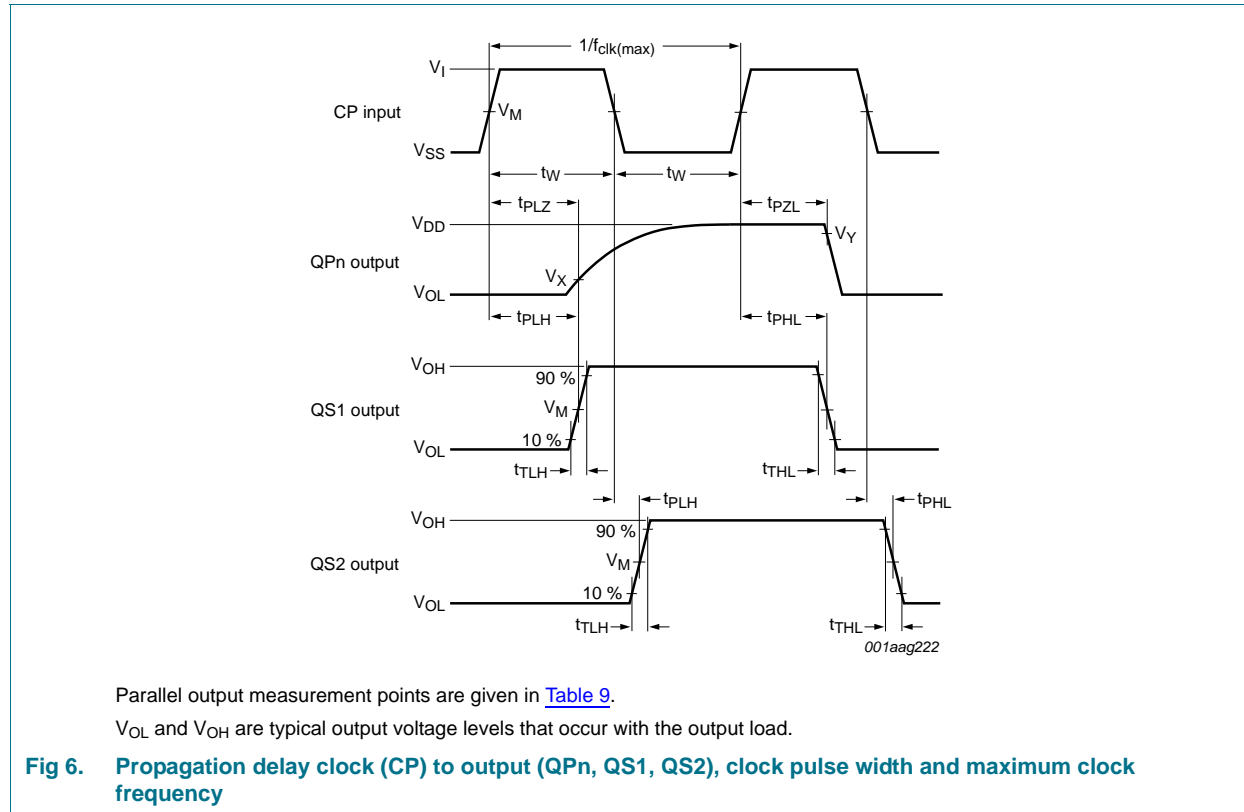 1/fclk(max)
VI
CP input
VM
VSS
tW
tW
tPLZ
tPZL
VDD
VY
QPn output
VX
VOL
tPLH
tPHL
VOH
90 %
QS1 output
VM
10 %
VOL
tTLH
tTHL
tPLH
tPHL
VOH
90 %
QS2 output
VM
10 %
VOL
tTLH
tTHL
001aag222
Parallel output measurement points are given in Table 9.
VOL and VOH are typical output voltage levels that occur with the output load.
Fig 6. Propagation delay clock (CP) to output (QPn, QS1, QS2), clock pulse width and maximum clock
frequency